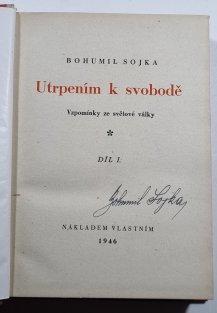 BOHUMIL SOJKA
Utrpením k svobodě
Vzpomínky ze světové války
*
DÍL I.
Bohumil Sojka
NÁKLADEM VLASTNÍM
1946